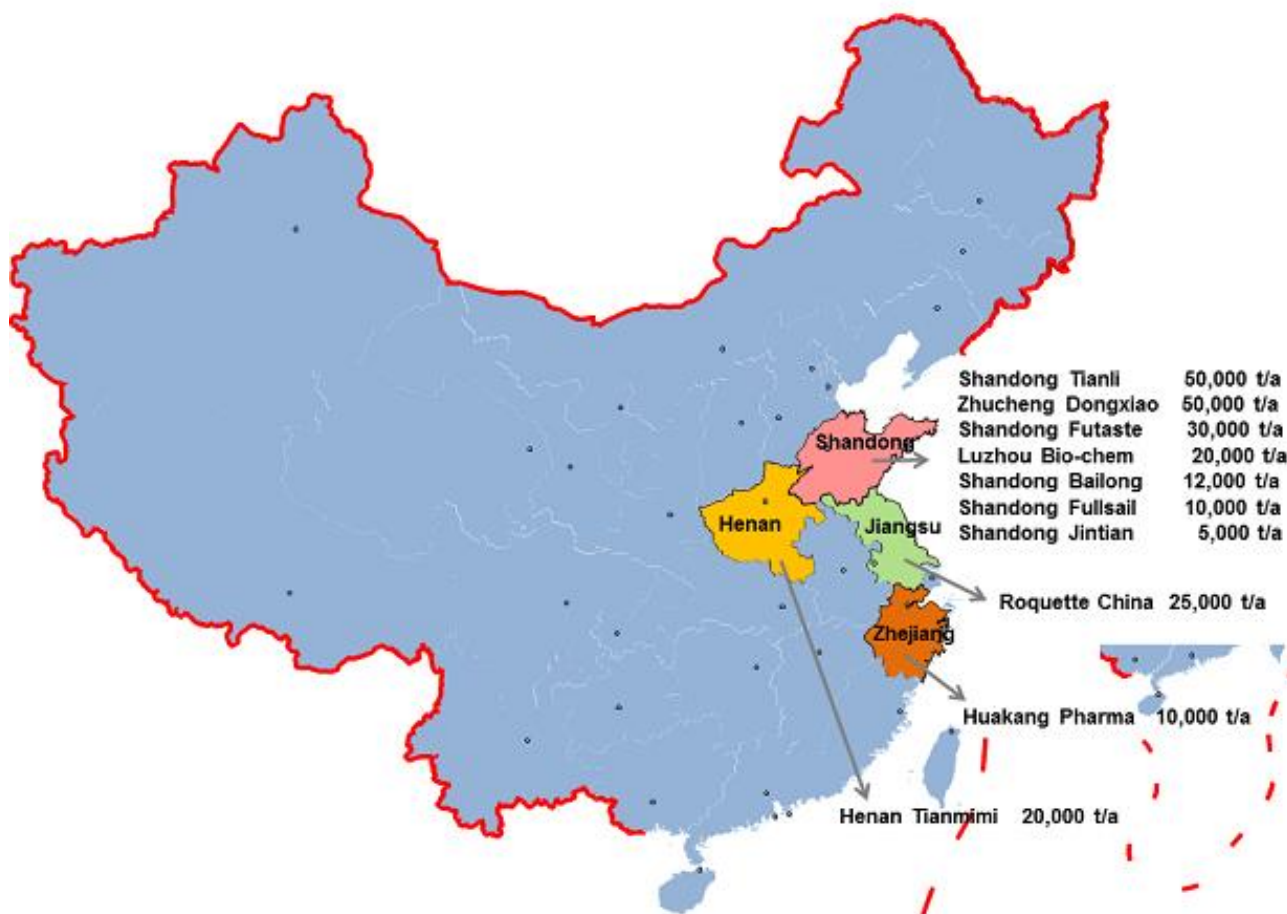 Shandong Tianli 50,000 t/a
Zhucheng Dongxiao 50,000 t/a
Shandong Futaste 30,000 t/a
Shandong
Luzhou Bio-chem 20,000 t/a
Shandong Bailong 12,000 t/a
Shandong Fullsail 10,000 t/a
Henan
Jiangsu
Shandong Jintian 5,000 t/a
Roquette China 25,000 t/a
Zhejiang
Huakang Pharma 10,000 t/a
Henan Tianmimi 20,000 t/a